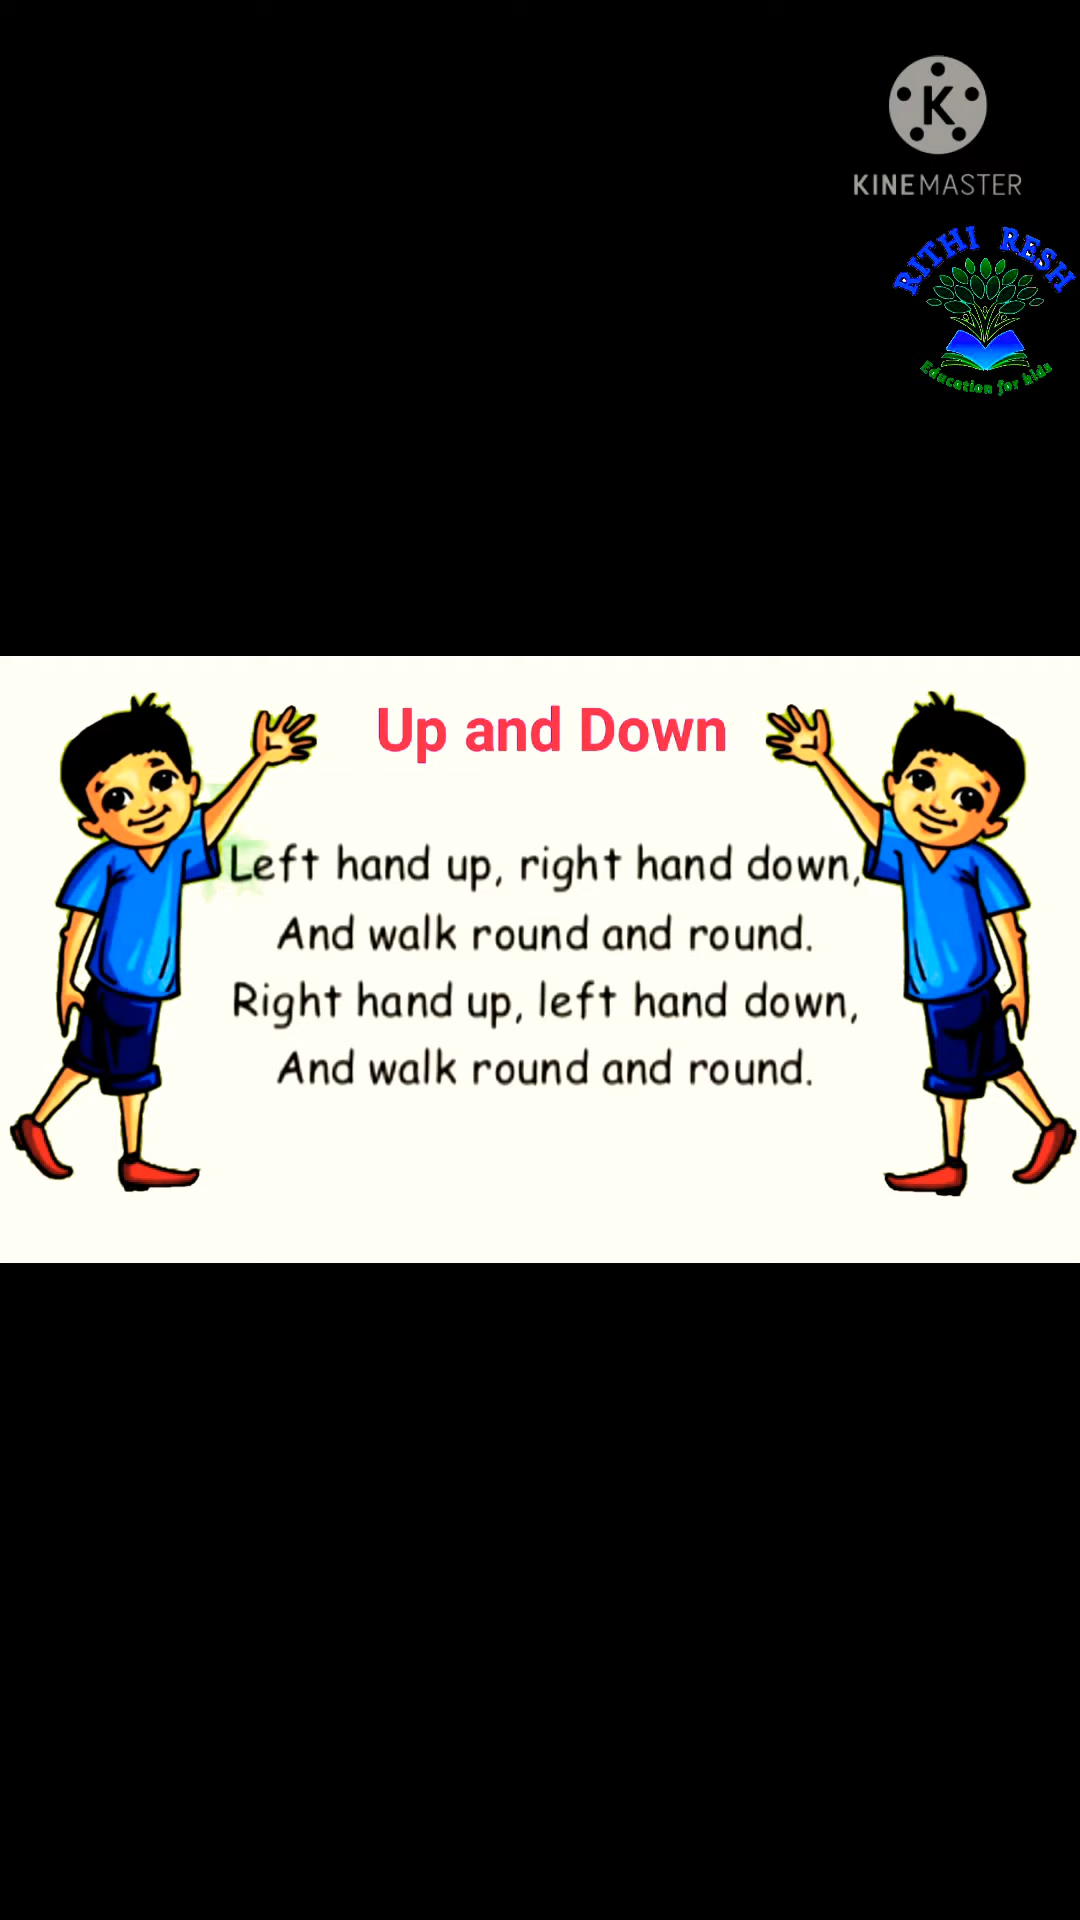 K
KINEMASTER
RITHI RESH
Education for kids
Up and Down
Left hand up, right hand down,
And walk round and round.
Right hand up, left hand down,
And walk round and round.